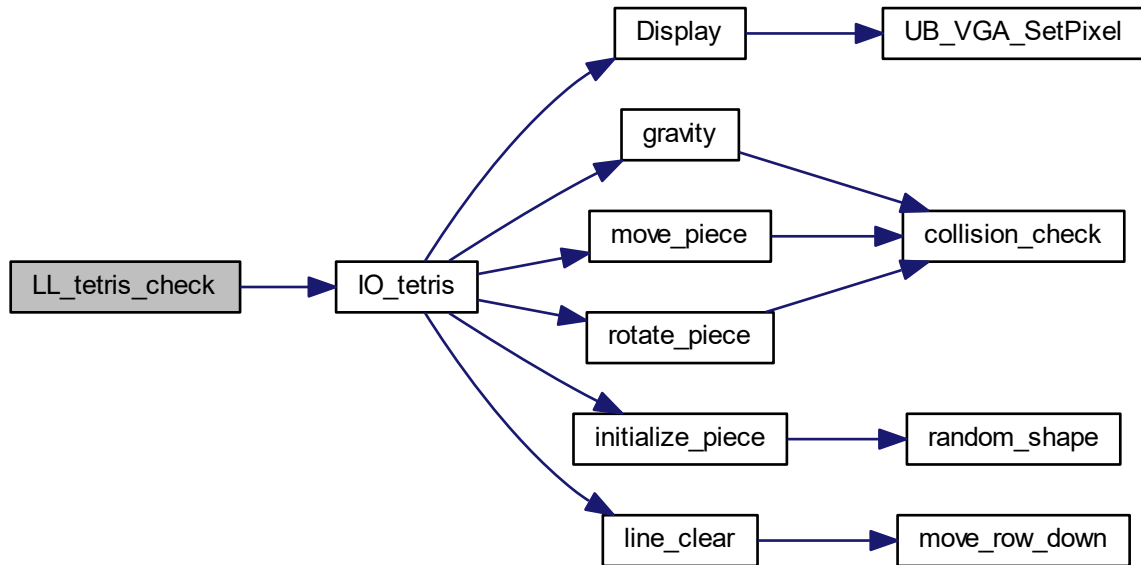 Display
UB_VGA_SetPixel
gravity
move_piece
collision_check
LL_tetris_check
IO_tetris
rotate_piece
initialize_piece
random_shape
line_clear
move_row_down